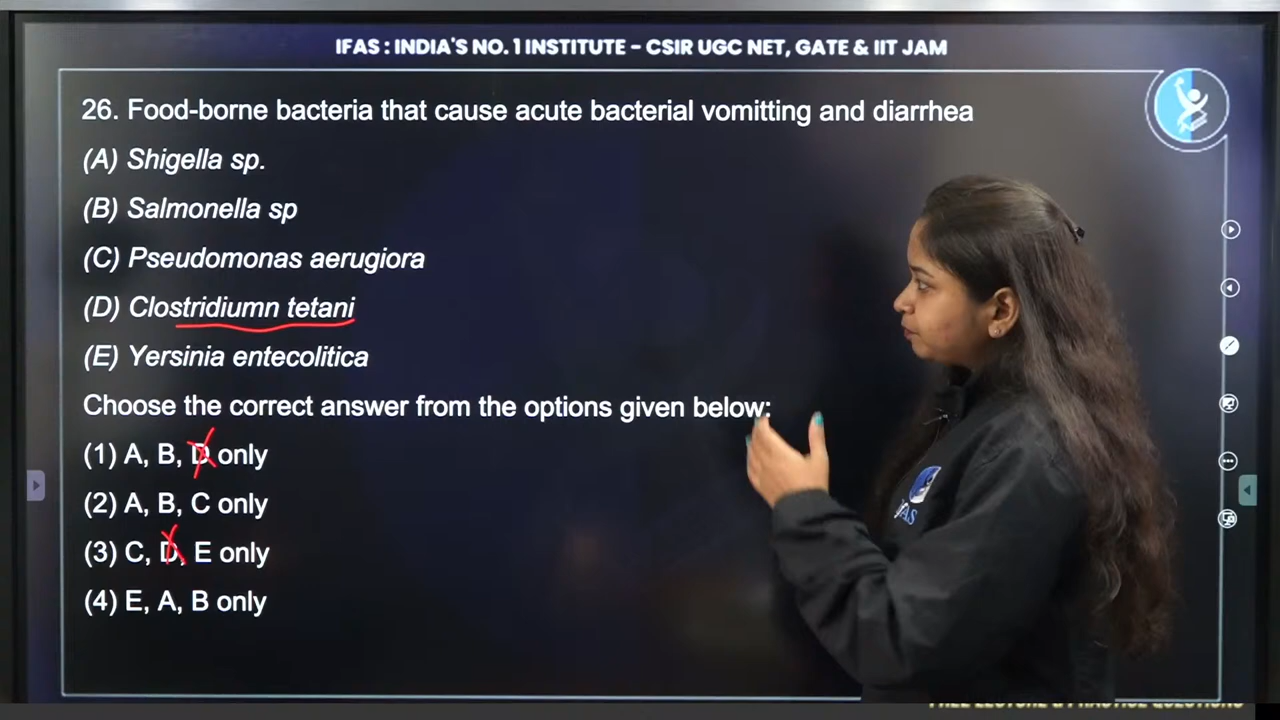 IFAS : INDIA'S NO. 1 INSTITUTE - CSIR UGC NET, GATE & IIT JAM
26. Food-borne bacteria that cause acute bacterial vomitting and diarrhea
(A) Shigella sp.
(B) Salmonella sp
(C) Pseudomonas aerugiora
(D) Clostridiumn tetani
(E) Yersinia entecolitica
Choose the correct answer from the options given below:
(1) A, B, D only
(2) A, B, C only
(3) C, D, E only
(4) E, A, B only